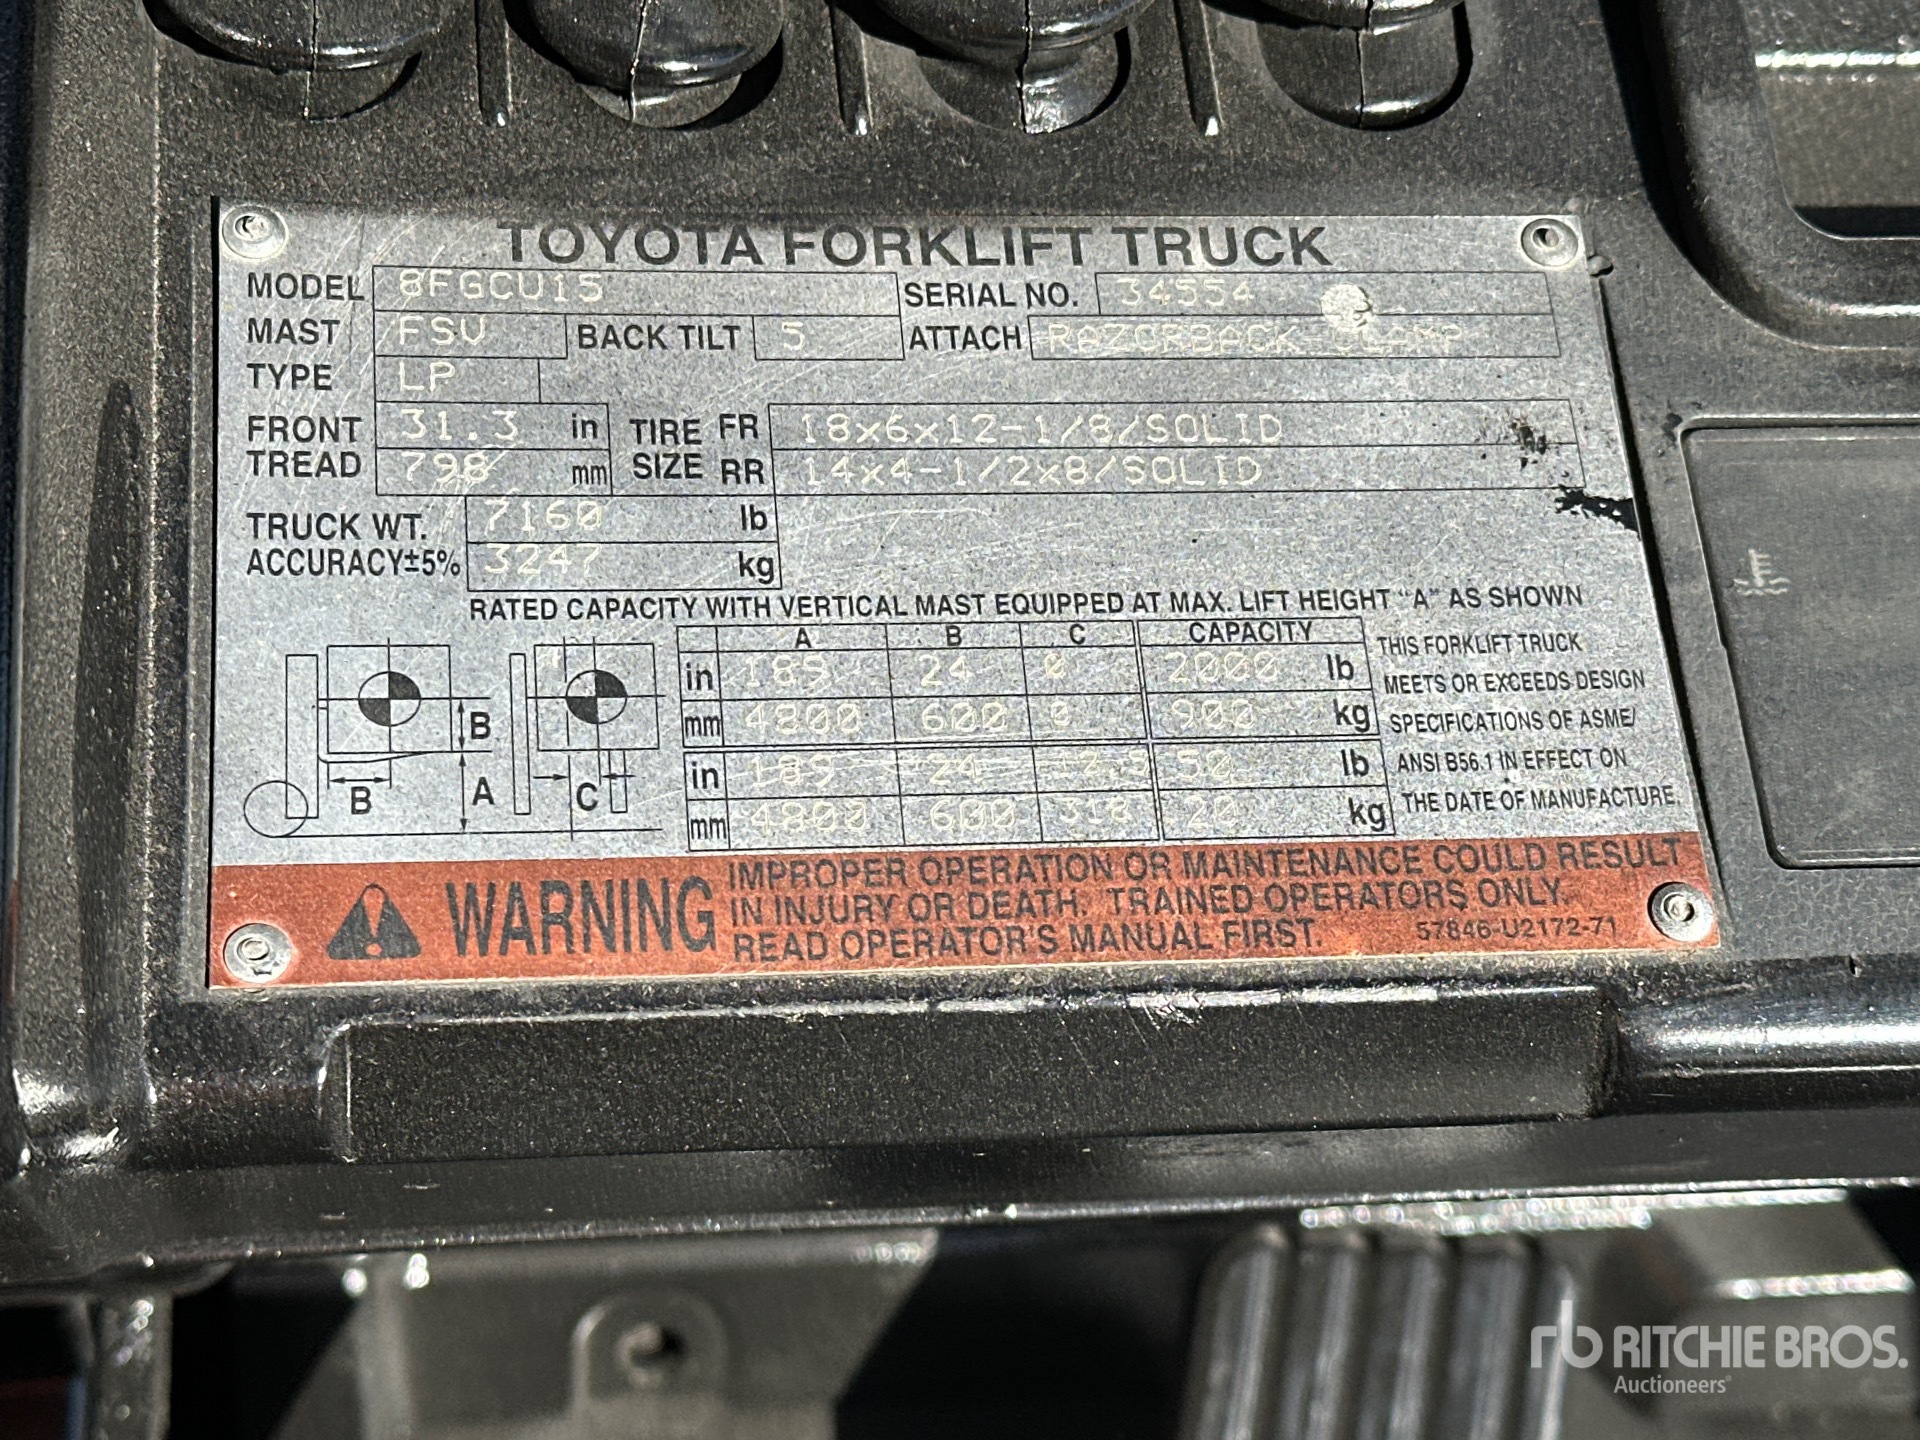 TOYOTA FORKLIFT TRUCK
MODEL 8FGCU15 SERIAL NO. 34554
MAST FSV BACK TILT 5 ATTACH RAZORBACK CLAMP
TYPE LP
FRONT TREAD 31.3 in TIRE SIZE FR 18x6x12-1/8/SOLID
798 mm RR 14x4-1/2x8/SOLID
TRUCK WT. 7160 lb
ACCURACY±5% 3247 kg
RATED CAPACITY WITH VERTICAL MAST EQUIPPED AT MAX. LIFT HEIGHT "A" AS SHOWN
A B C CAPACITY
in 189 24 0 2000 lb
mm 4800 600 0 900 kg
in 189 24 50 lb
mm 4800 600 318 20 kg
B
A
B
C
THIS FORKLIFT TRUCK
MEETS OR EXCEEDS DESIGN
SPECIFICATIONS OF ASME/
ANSI B56.1 IN EFFECT ON
THE DATE OF MANUFACTURE.
WARNING
IMPROPER OPERATION OR MAINTENANCE COULD RESULT
IN INJURY OR DEATH. TRAINED OPERATORS ONLY.
READ OPERATOR'S MANUAL FIRST. 57846-U2172-71
rb RITCHIE BROS.
Auctioneers